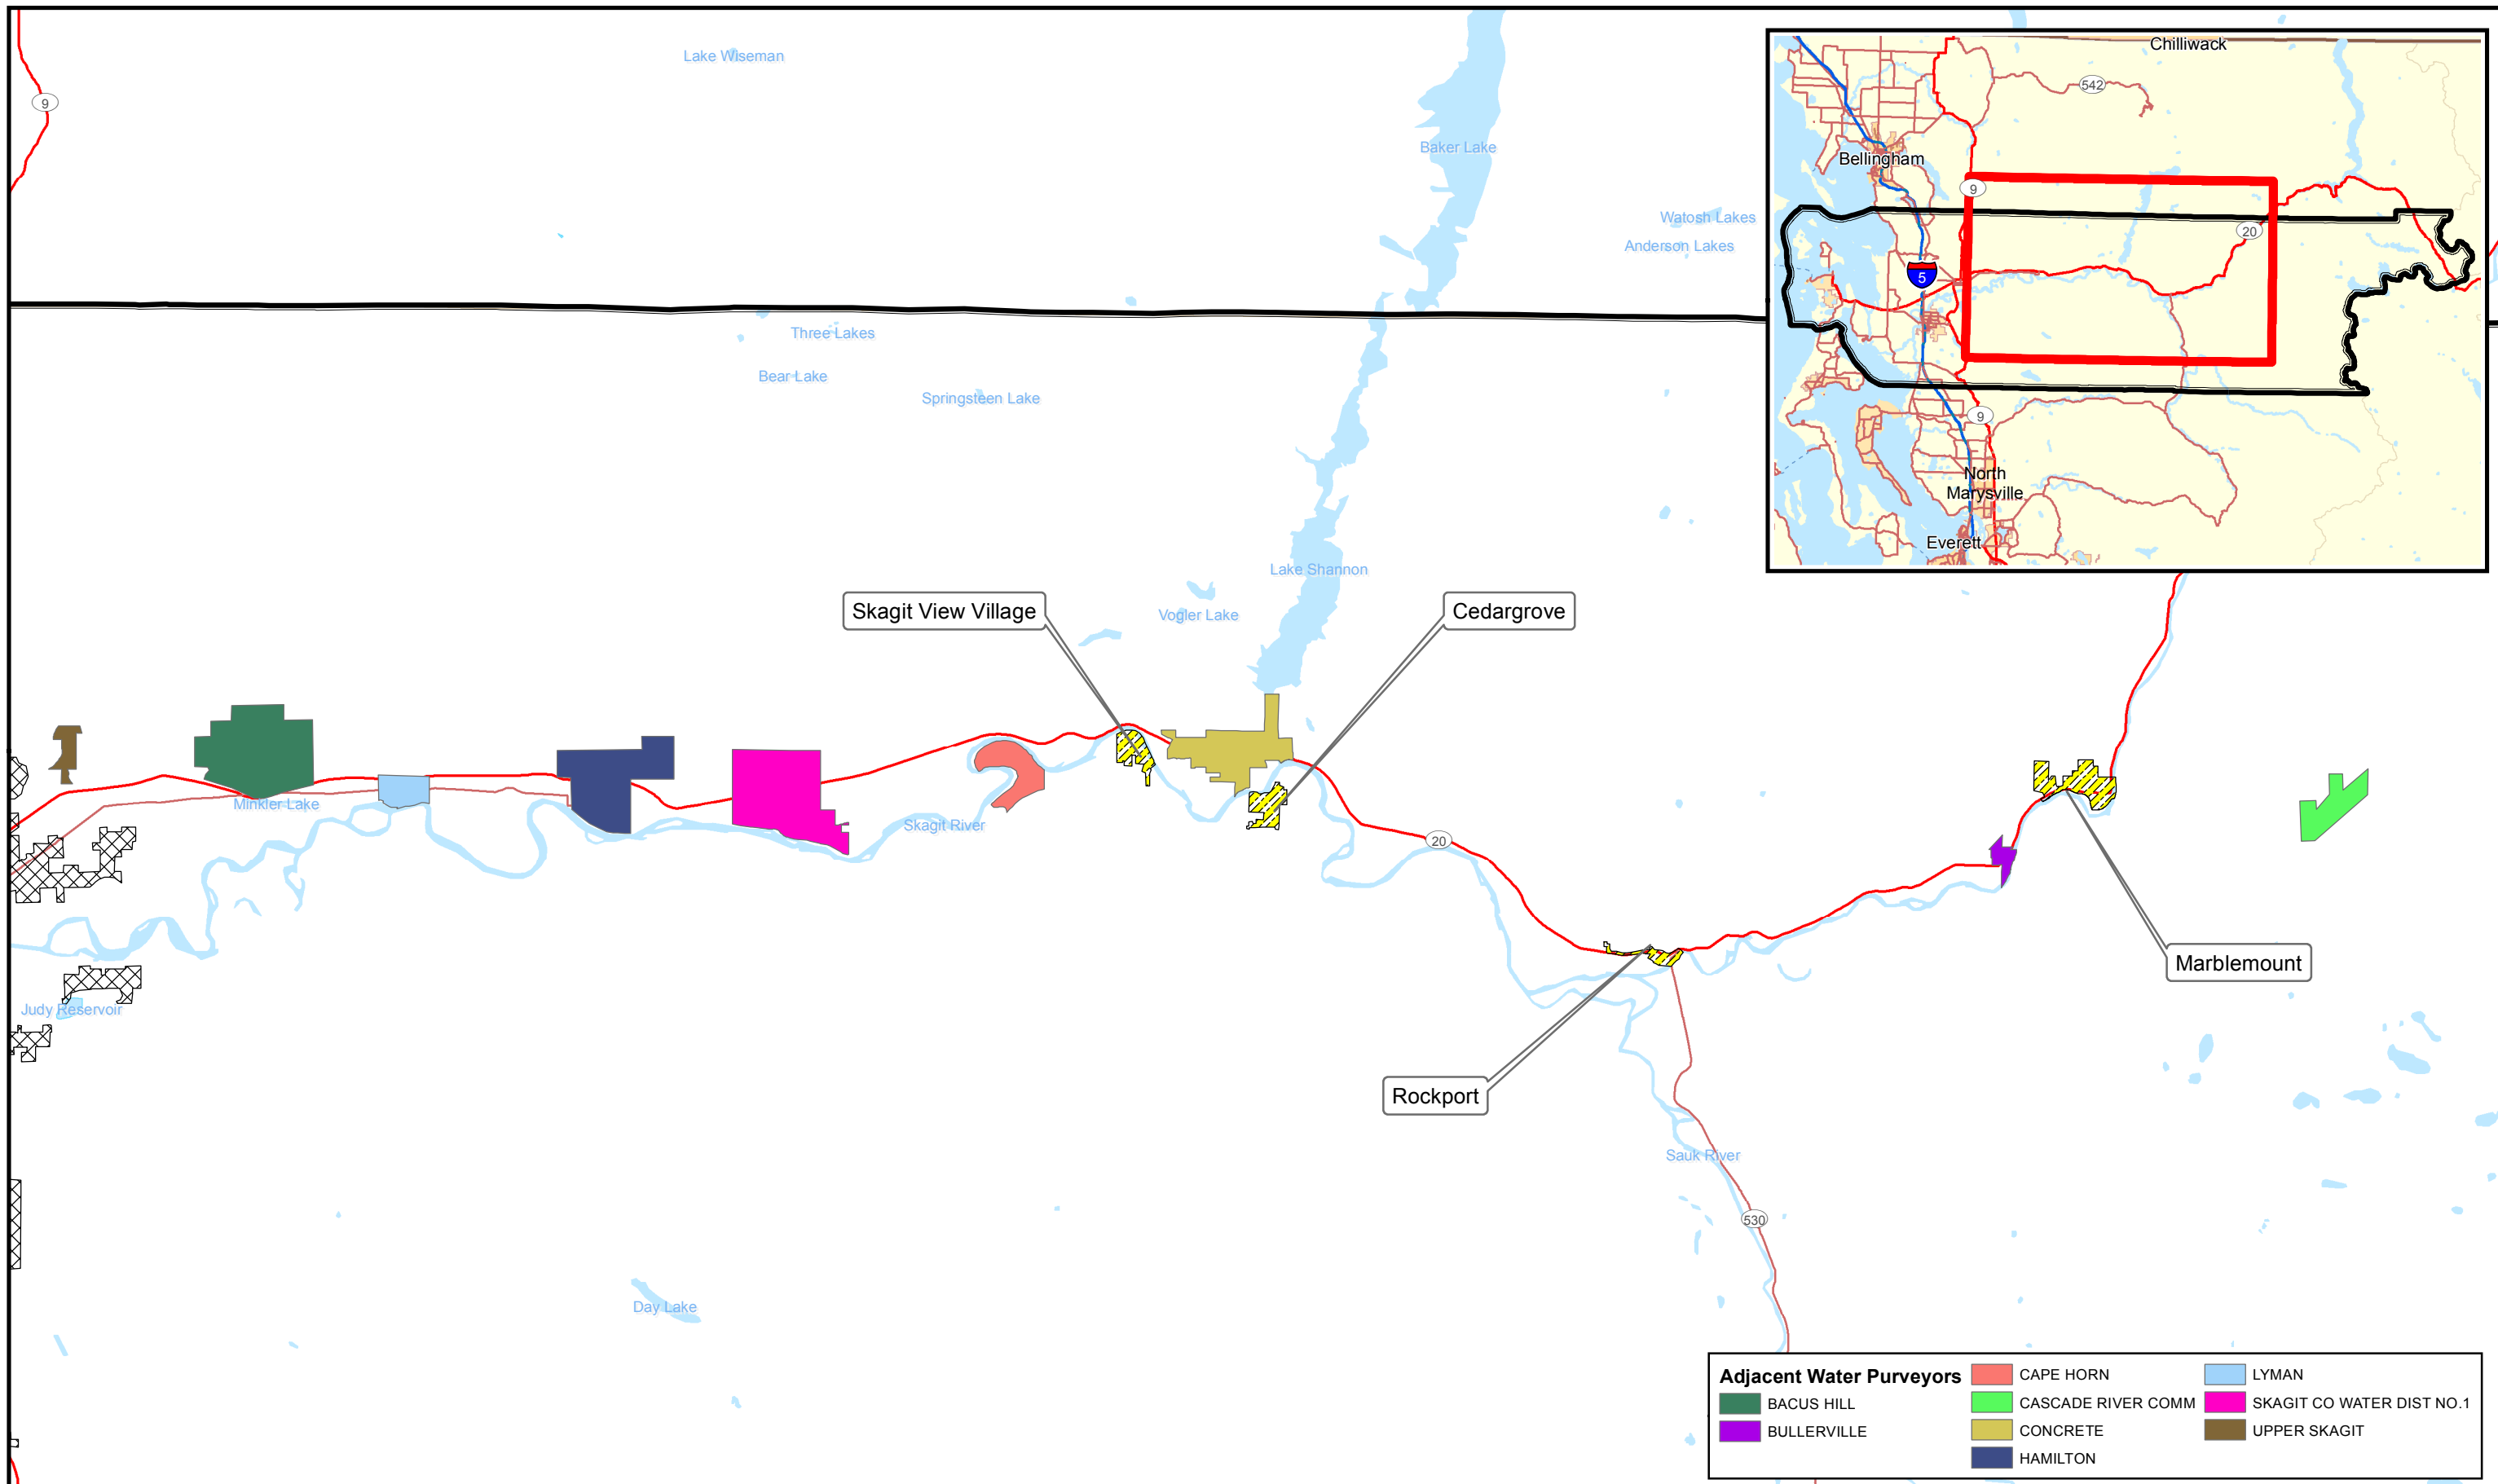 Lake Wiseman
Chilliwack
542
9
Baker Lake
Bellingham
9
Watosh Lakes
20
Anderson Lakes
5
Three Lakes
Bear Lake
Springsteen Lake
9
North
Marysville
Everett
Lake Shannon
Skagit View Village
Vogler Lake
Cedargrove
Minkler Lake
Skagit River
20
Marblemount
Judy Reservoir
Rockport
Sauk River
530
Day Lake
Adjacent Water Purveyors
BACUS HILL
BULLERVILLE
CAPE HORN
CASCADE RIVER COMM
CONCRETE
HAMILTON
LYMAN
SKAGIT CO WATER DIST NO.1
UPPER SKAGIT